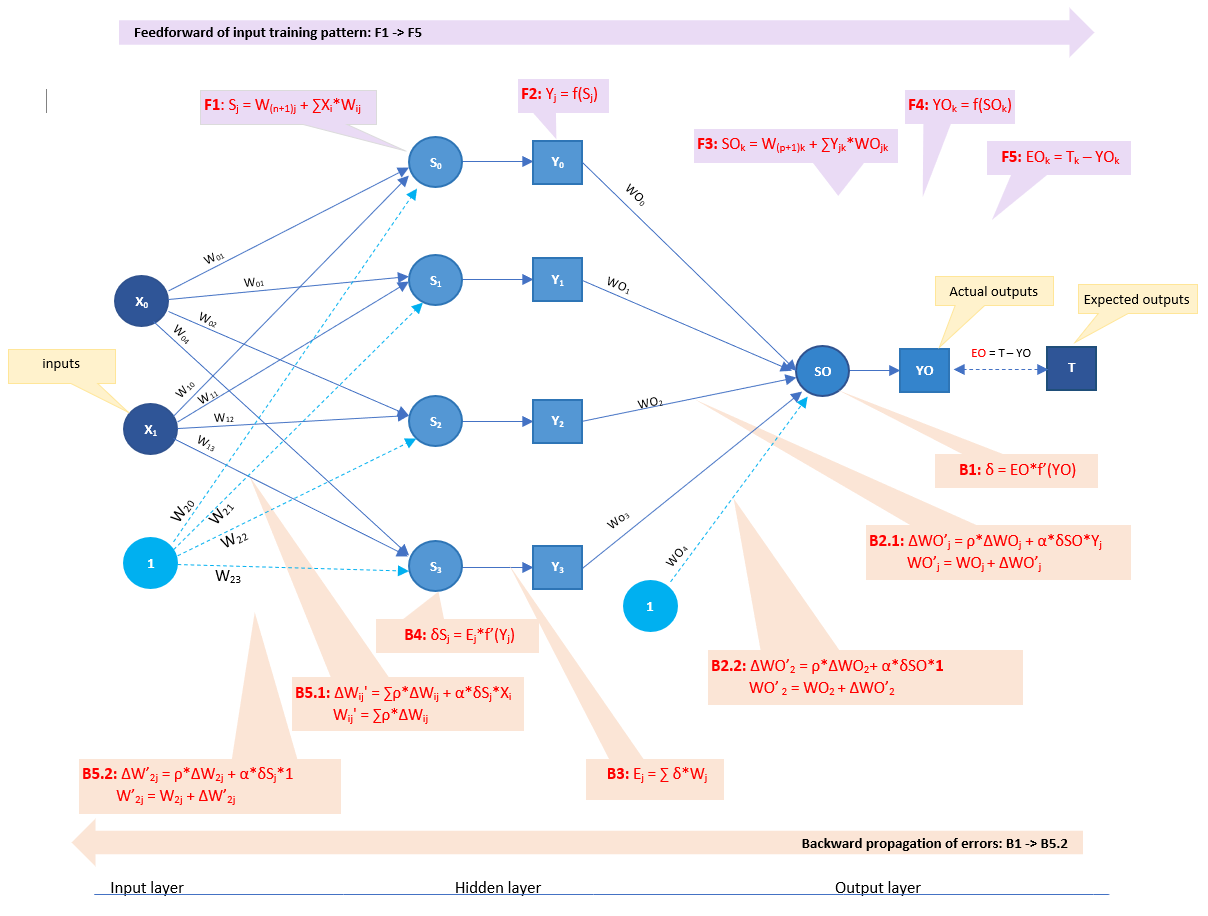 Feedforward of input training pattern: F1 -> F5
F1: Sj = W(n+1)j + ∑Xi*Wij
F2: Yj = f(Sj)
F4: YOk = f(SOk)
F3: SOk = W(p+1)k + ∑Yjk*WOjk
F5: EOk = Tk – YOk
S0
Y0
WO0
W01
X0
W01
S1
Y1
WO1
Actual outputs
Expected outputs
W02
W04
inputs
EO = T – YO
SO
YO
T
W10
W11
X1
W12
W13
S2
Y2
WO2
B1: δ = EO*f’(YO)
W20
W21
W22
W23
1
S3
Y3
Wo3
WO4
1
B2.1: ΔWO’j = ρ*ΔWOj + α*δSO*Yj
WO’j = WOj + ΔWO’j
B4: δSj = Ej*f’(Yj)
B2.2: ΔWO’2 = ρ*ΔWO2+ α*δSO*1
WO’ 2 = WO2 + ΔWO’2
B5.1: ΔWij' = ∑ρ*ΔWij + α*δSj*Xi
Wij' = ∑ρ*ΔWij
B5.2: ΔW’2j = ρ*ΔW2j + α*δSj*1
W’2j = W2j + ΔW’2j
B3: Ej = ∑ δ*Wj
Backward propagation of errors: B1 -> B5.2
Input layer
Hidden layer
Output layer